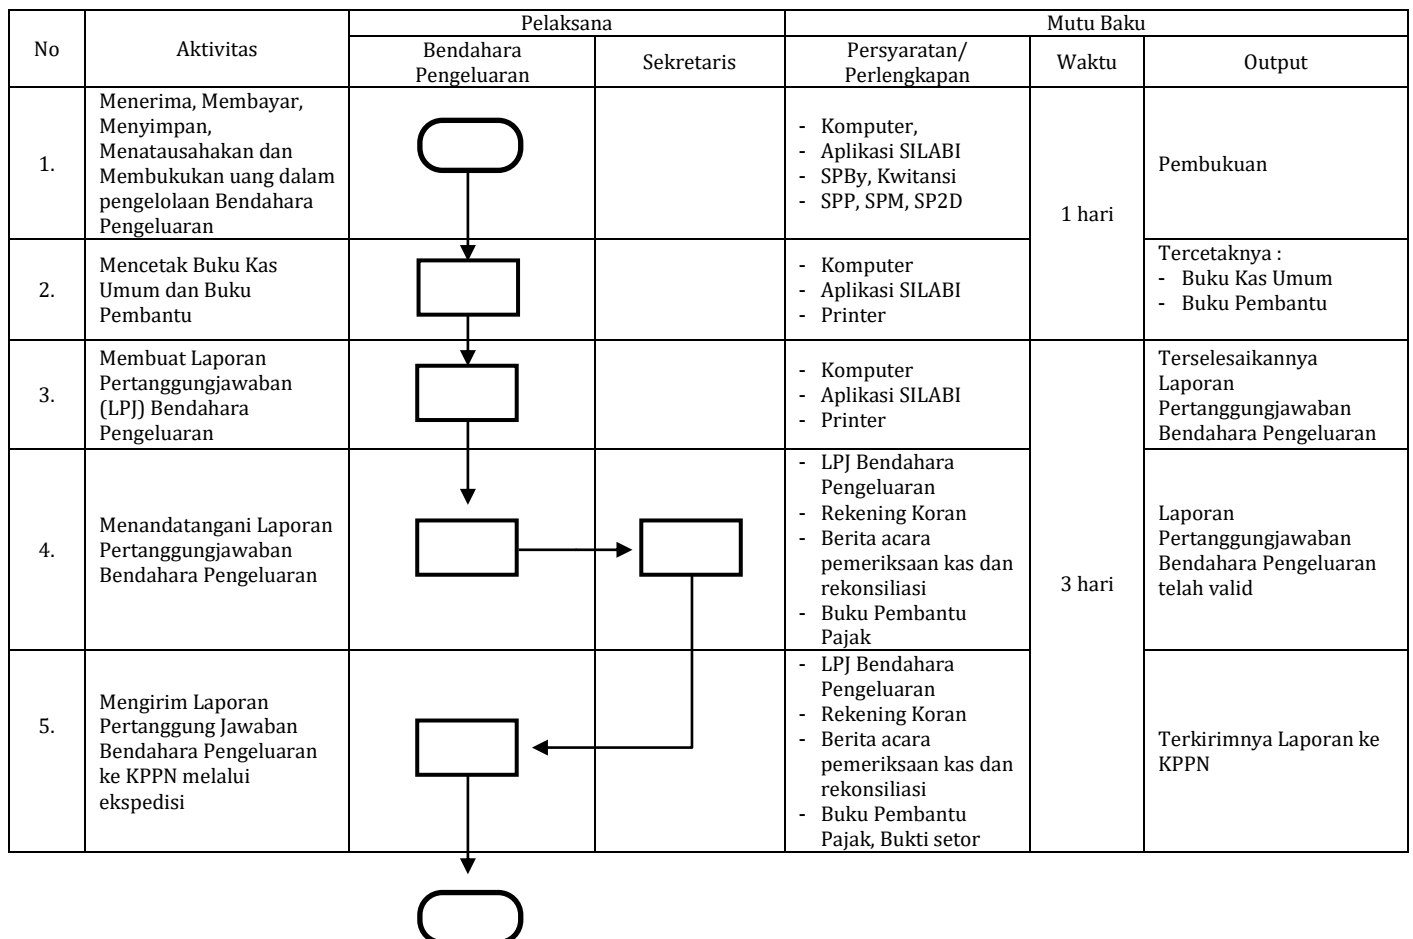 No
Aktivitas
Pelaksana
Mutu Baku
Bendahara
Pengeluaran
Sekretaris
Persyaratan/
Perlengkapan
Waktu
Output
1.
Menerima, Membayar,
Menyimpan,
Menatausahakan dan
Membukukan uang dalam
pengelolaan Bendahara
Pengeluaran
- Komputer,
- Aplikasi SILABI
- SPBy, Kwitansi
- SPP, SPM, SP2D
1 hari
Pembukuan
2.
Mencetak Buku Kas
Umum dan Buku
Pembantu
- Komputer
- Aplikasi SILABI
- Printer
Tercetaknya :
- Buku Kas Umum
- Buku Pembantu
3.
Membuat Laporan
Pertanggungjawaban
(LPJ) Bendahara
Pengeluaran
- Komputer
- Aplikasi SILABI
- Printer
3 hari
Terselesaikannya
Laporan
Pertanggungjawaban
Bendahara Pengeluaran
4.
Menandatangani Laporan
Pertanggungjawaban
Bendahara Pengeluaran
- LPJ Bendahara
Pengeluaran
- Rekening Koran
- Berita acara
pemeriksaan kas dan
rekonsiliasi
- Buku Pembantu
Pajak
Laporan
Pertanggungjawaban
Bendahara Pengeluaran
telah valid
5.
Mengirim Laporan
Pertanggung Jawaban
Bendahara Pengeluaran
ke KPPN melalui
ekspedisi
- LPJ Bendahara
Pengeluaran
- Rekening Koran
- Berita acara
pemeriksaan kas dan
rekonsiliasi
- Buku Pembantu
Pajak, Bukti setor
Terkirimnya Laporan ke
KPPN